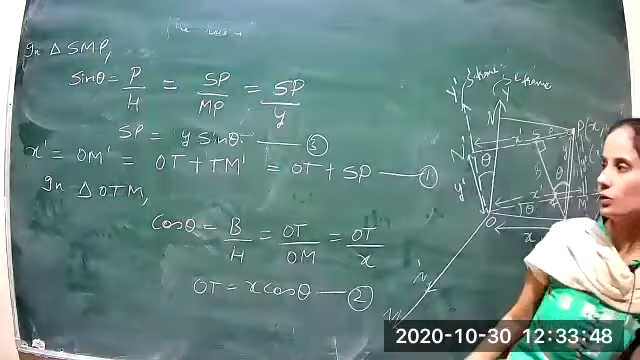 In Δ SMP,
Sinθ = P/H = SP/MP = SP/y
SP = y Sinθ — ③
x' = OM' = OT + TM' = OT + SP — ①
In Δ OTM,
Cosθ = B/H = OT/OM = OT/x
OT = x Cosθ — ②
Y' Y
N
N' x' S P(x,
θ
y'
x'
θ M'
O
x
2020-10-30 12:33:48